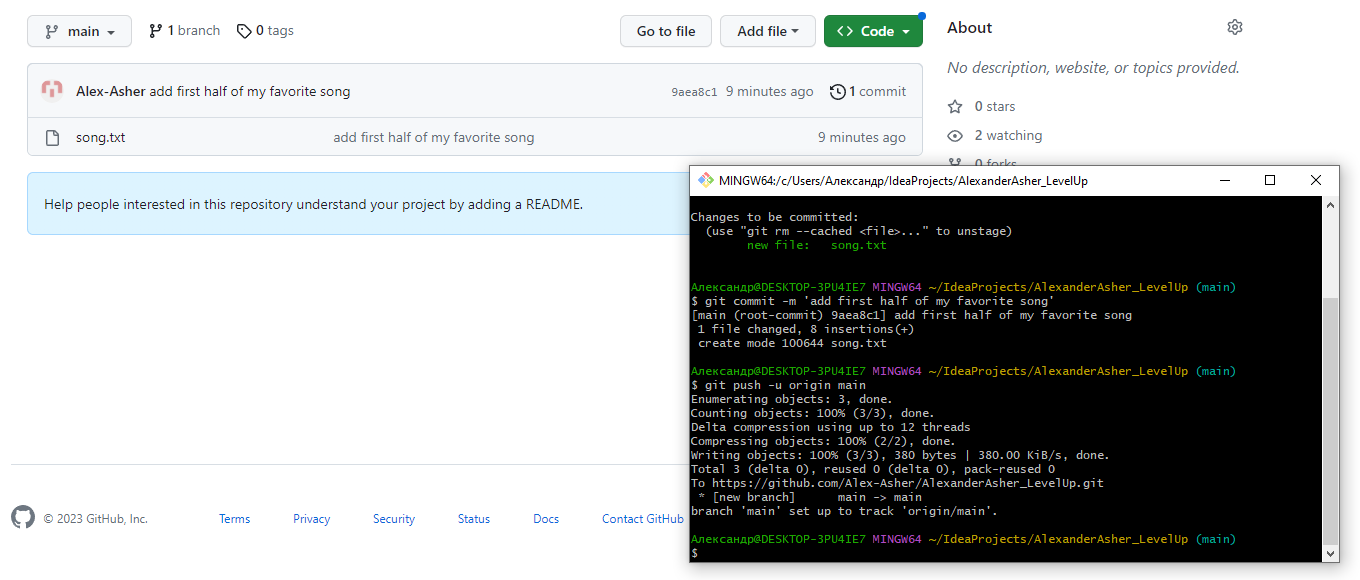 main
1 branch
0 tags
Go to file
Add file
Code
About
No description, website, or topics provided.
Alex-Asher add first half of my favorite song
9aea8c1 9 minutes ago
1 commit
0 stars
song.txt
add first half of my favorite song
9 minutes ago
2 watching
0 forks
Help people interested in this repository understand your project by adding a README.
MINGW64:/c/Users/Александр/IdeaProjects/AlexanderAsher_LevelUp
Changes to be committed:
(use "git rm --cached <file>..." to unstage)
new file:   song.txt
Александр@DESKTOP-3PU4IE7 MINGW64 ~/IdeaProjects/AlexanderAsher_LevelUp (main)
$ git commit -m 'add first half of my favorite song'
[main (root-commit) 9aea8c1] add first half of my favorite song
1 file changed, 8 insertions(+)
create mode 100644 song.txt
Александр@DESKTOP-3PU4IE7 MINGW64 ~/IdeaProjects/AlexanderAsher_LevelUp (main)
$ git push -u origin main
Enumerating objects: 3, done.
Counting objects: 100% (3/3), done.
Delta compression using up to 12 threads
Compressing objects: 100% (2/2), done.
Writing objects: 100% (3/3), 380 bytes | 380.00 KiB/s, done.
Total 3 (delta 0), reused 0 (delta 0), pack-reused 0
To https://github.com/Alex-Asher/AlexanderAsher_LevelUp.git
* [new branch]      main -> main
branch 'main' set up to track 'origin/main'.
Александр@DESKTOP-3PU4IE7 MINGW64 ~/IdeaProjects/AlexanderAsher_LevelUp (main)
$
© 2023 GitHub, Inc.
Terms
Privacy
Security
Status
Docs
Contact GitHub